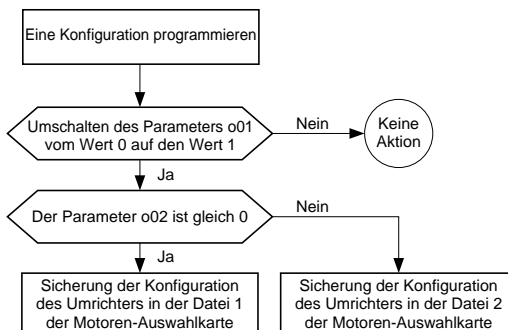 Eine Konfiguration programmieren
Umschalten des Parameters o01
vom Wert 0 auf den Wert 1
Nein
Keine
Aktion
Ja
Der Parameter o02 ist gleich 0
Nein
Ja
Sicherung der Konfiguration
des Umrichters in der Datei 1
der Motoren-Auswahlkarte
Sicherung der Konfiguration
des Umrichters in der Datei 2
der Motoren-Auswahlkarte